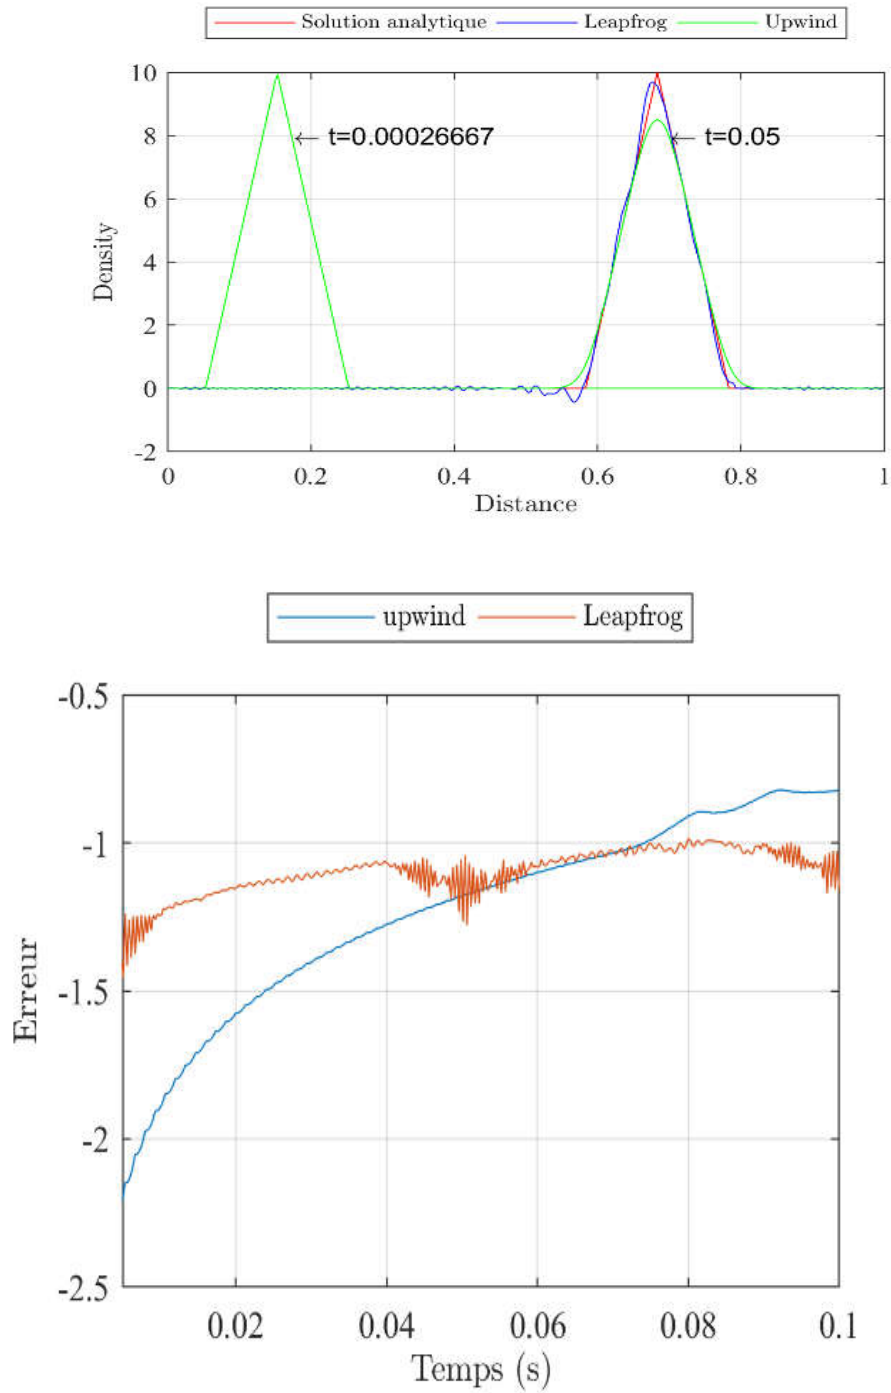 Solution analytique Leapfrog Upwind
10
← t=0.00026667 ← t=0.05
8
6
Density
4
2
0
-2
0 0.2 0.4 0.6 0.8 1
Distance
upwind Leapfrog
-0.5
-1
-1.5
Erreur
-2
-2.5
0.02 0.04 0.06 0.08 0.1
Temps (s)